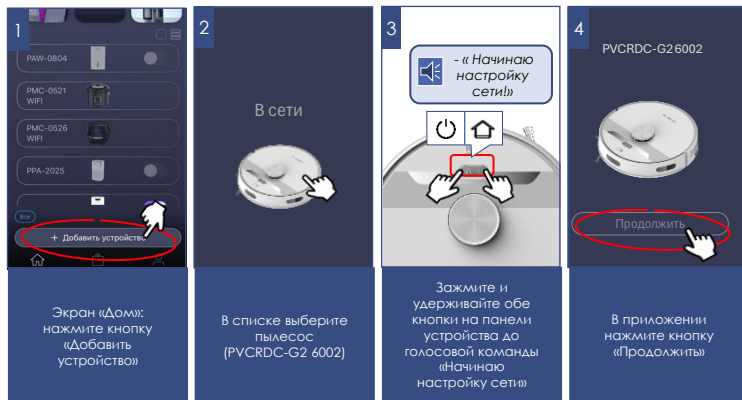 1
PAW-0804
PMC-0521
WIFI
PMC-0526
WIFI
PPA-2025
Все
+ Добавить устройство
Экран «Дом»:
нажмите кнопку
«Добавить
устройство»
2
В сети
В списке выберите
пылесос
(PVCRDC-G2 6002)
3
- « Начинаю
настройку
сети!»
Зажмите и
удерживайте обе
кнопки на панели
устройства до
голосовой команды
«Начинаю
настройку сети»
4
PVCRDC-G2 6002
Продолжить
В приложении
нажмите кнопку
«Продолжить»